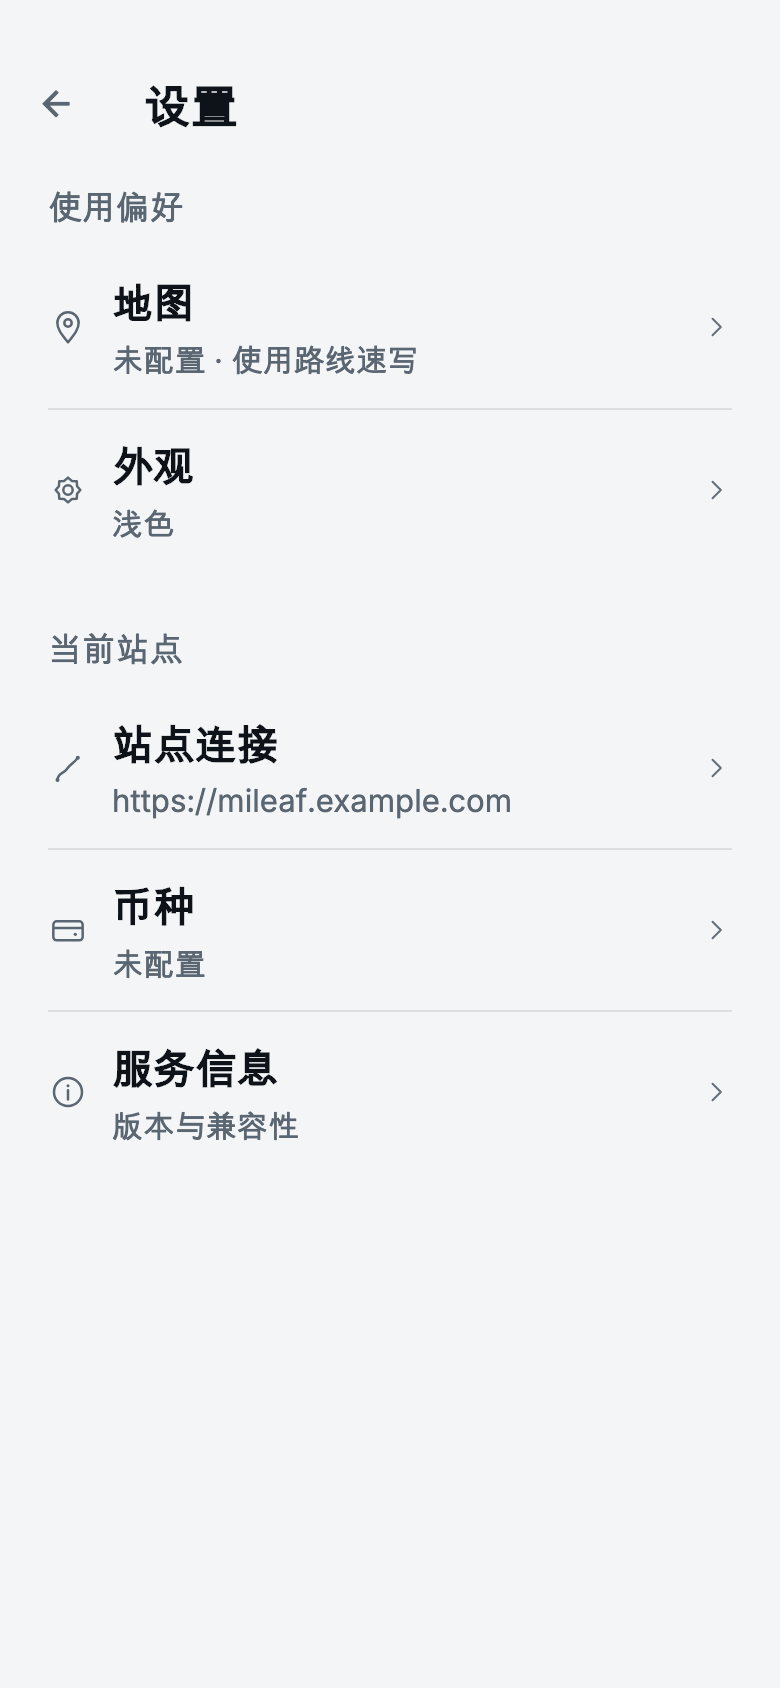 设置
使用偏好
地图
未配置 · 使用路线速写
外观
浅色
当前站点
站点连接
https://mileaf.example.com
币种
未配置
服务信息
版本与兼容性